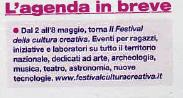 L'agenda in breve
● Dal 2 all'8 maggio, torna Il Festival
della cultura creativa. Eventi per ragazzi,
iniziative e laboratori su tutto il territorio
nazionale, dedicati ad arte, archeologia,
musica, teatro, astronomia, nuove
tecnologie. www.festivalculturacreativa.it